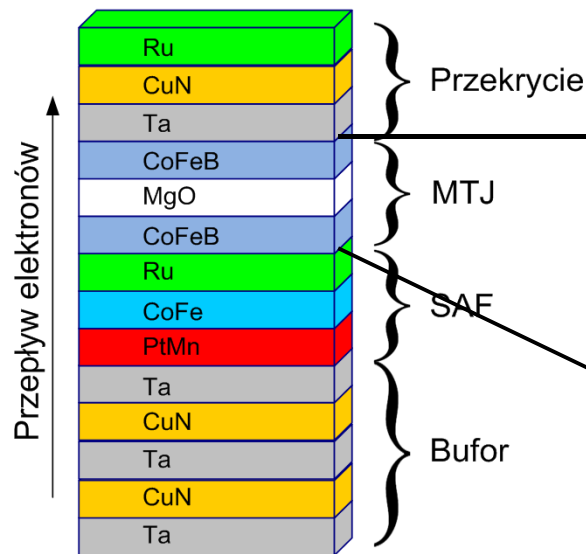 Ru
CuN
Ta
CoFeB
MgO
CoFeB
Ru
CoFe
PtMn
Ta
CuN
Ta
CuN
Ta
Przekrycie
MTJ
SAF
Bufor
Przepływ elektronów